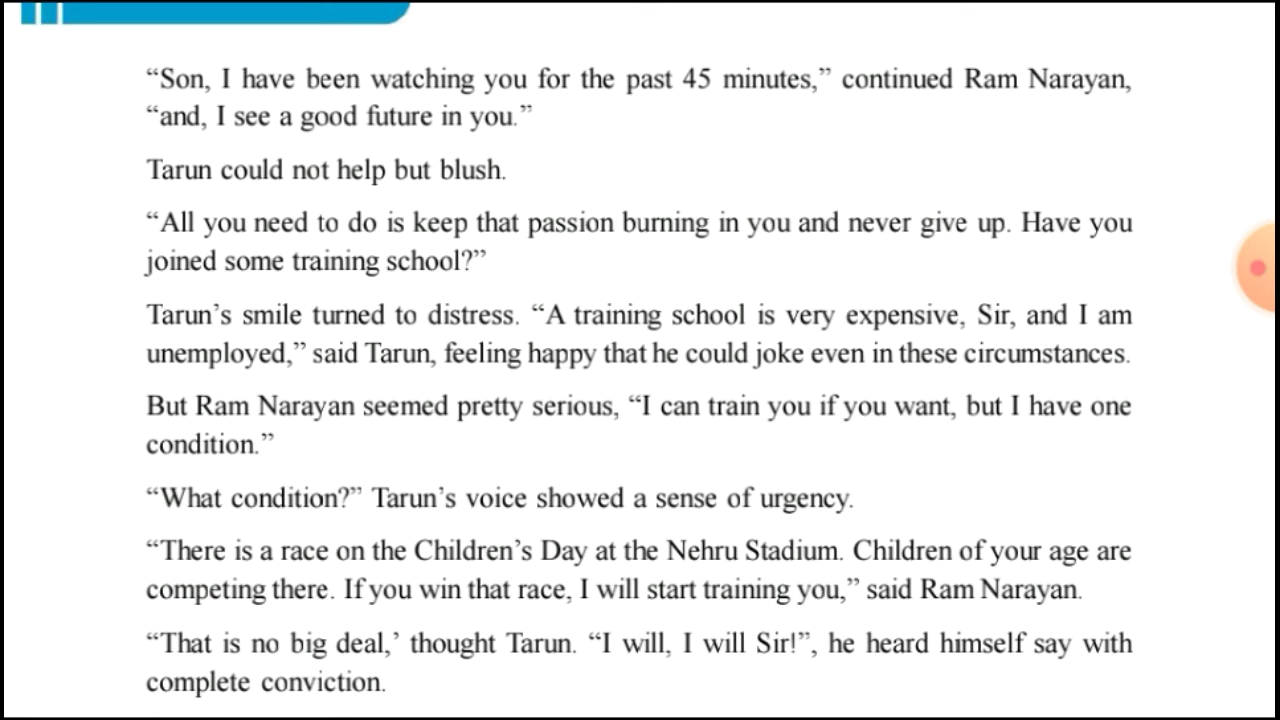 “Son, I have been watching you for the past 45 minutes,” continued Ram Narayan,
“and, I see a good future in you.”
Tarun could not help but blush.
“All you need to do is keep that passion burning in you and never give up. Have you
joined some training school?”
Tarun’s smile turned to distress. “A training school is very expensive, Sir, and I am
unemployed,” said Tarun, feeling happy that he could joke even in these circumstances.
But Ram Narayan seemed pretty serious, “I can train you if you want, but I have one
condition.”
“What condition?” Tarun’s voice showed a sense of urgency.
“There is a race on the Children’s Day at the Nehru Stadium. Children of your age are
competing there. If you win that race, I will start training you,” said Ram Narayan.
“That is no big deal,’ thought Tarun. “I will, I will Sir!”, he heard himself say with
complete conviction.